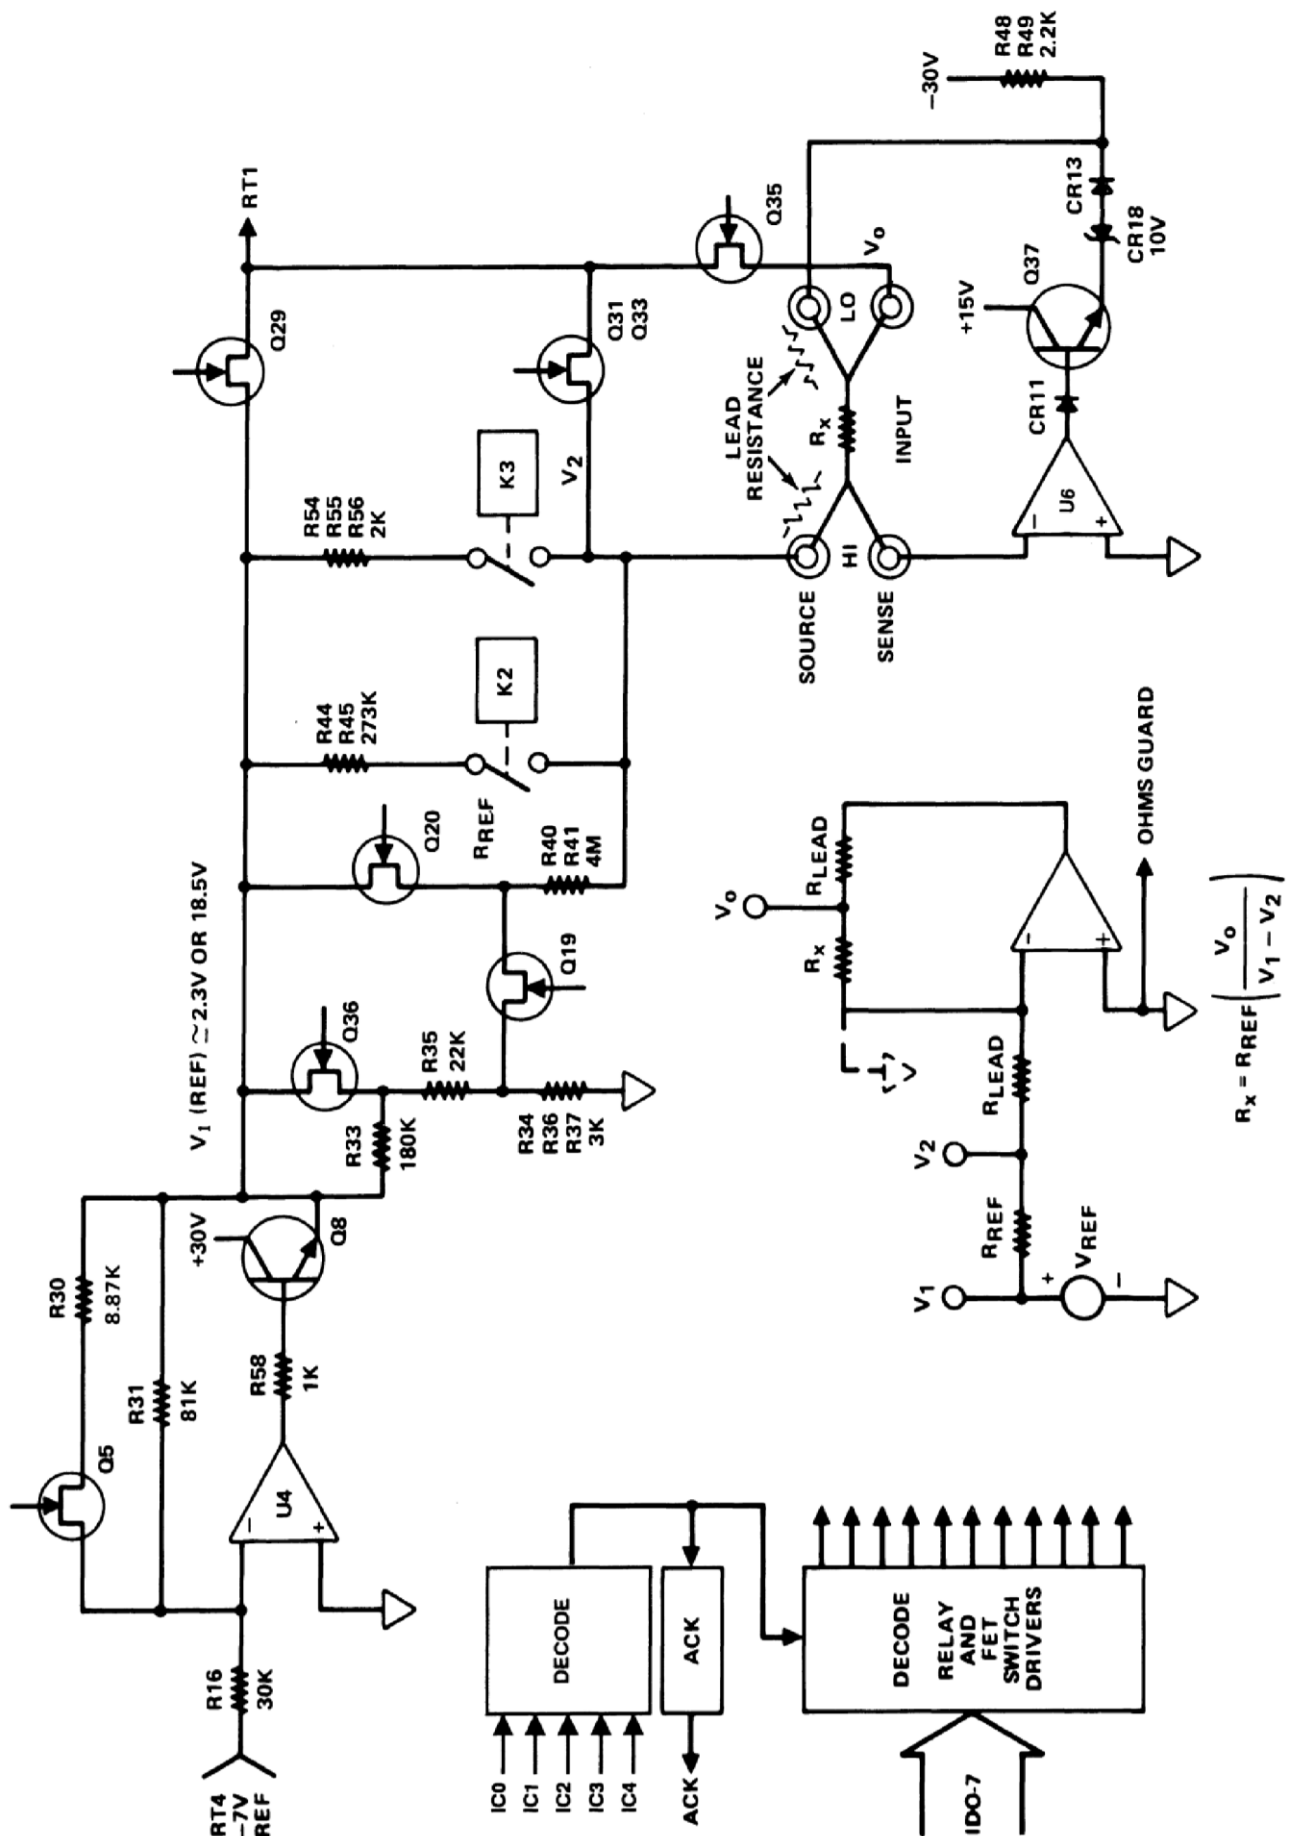 RT4
-7V
REF
R16
30K
Q5
R30
8.87K
R31
81K
U4
-
+
R58
1K
+30V
Q8
V1 (REF) ≃2.3V OR 18.5V
R33
180K
Q36
R35
22K
R34
R36
R37
3K
Q19
Q20
RREF
R40
R41
4M
R44
R45
273K
K2
R54
R55
R56
2K
K3
V2
Q29
RT1
Q31
Q33
Q35
Vo
LEAD
RESISTANCE
SOURCE
SENSE
HI
Rx
LO
INPUT
-
+
U6
CR11
+15V
Q37
CR18
10V
CR13
-30V
R48
R49
2.2K
IC0
IC1
IC2
IC3
IC4
DECODE
ACK
ACK
IDO-7
DECODE
RELAY
AND
FET
SWITCH
DRIVERS
V1
+
VREF
-
RREF
V2
RLEAD
V
Rx
Vo
RLEAD
-
+
OHMS GUARD
Rx = RREF (Vo / V1 - V2)